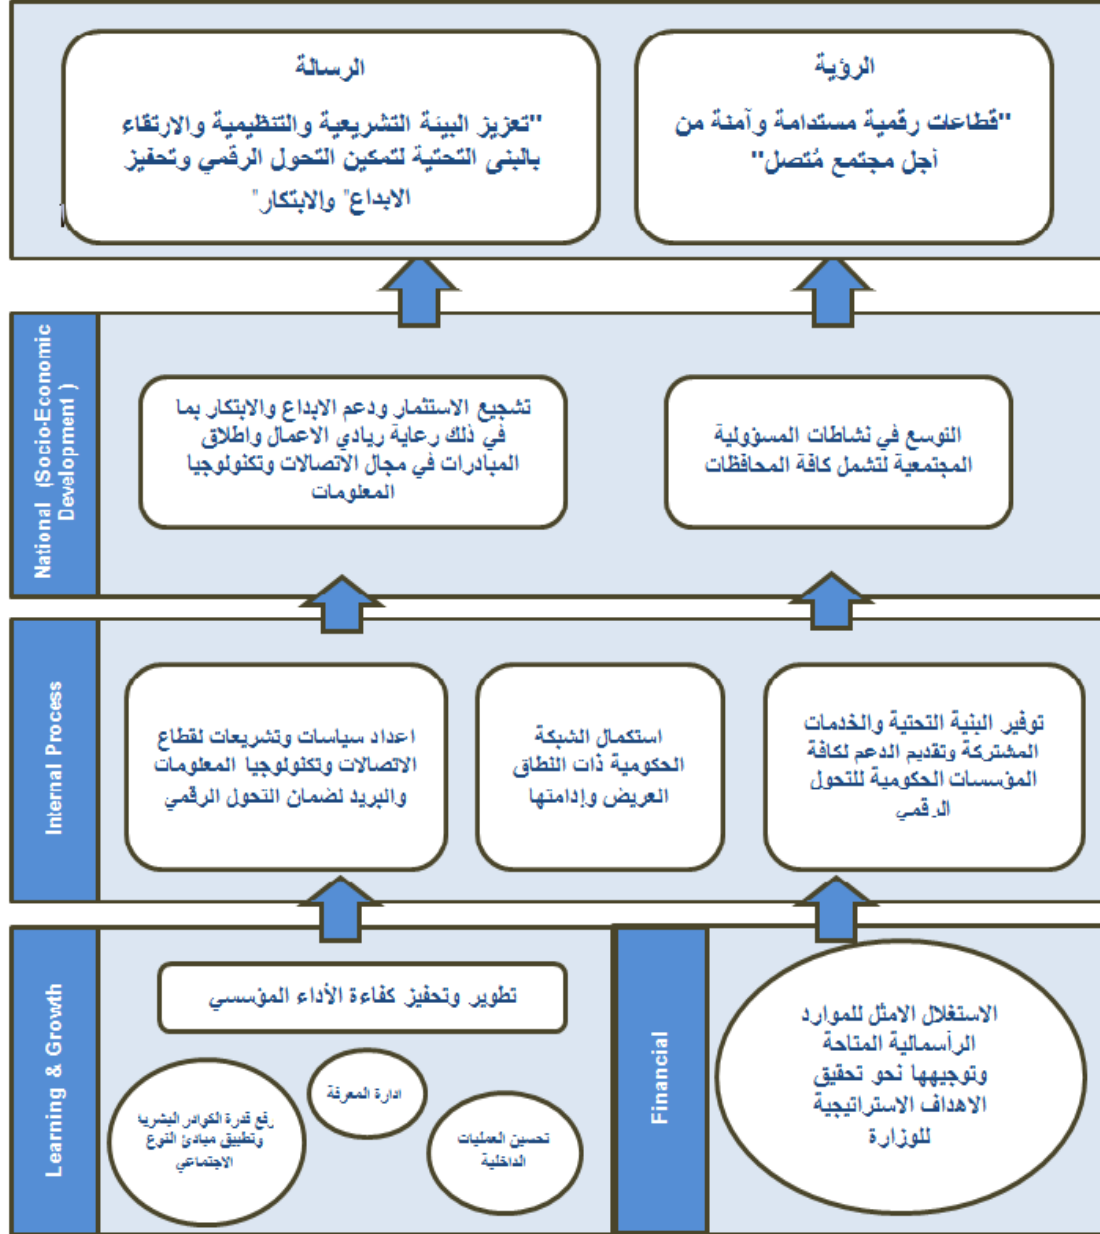 الرؤية
"قطاعات رقمية مستدامة وآمنة من
أجل مجتمع مُتصل"
الرسالة
"تعزيز البيئة التشريعية والتنظيمية والارتقاء
بالبنى التحتية لتمكين التحول الرقمي وتحفيز
الابداع" والابتكار"
National (Socio-Economic
Development)
التوسع في نشاطات المسؤولية
المجتمعية لتشمل كافة المحافظات
تشجيع الاستثمار ودعم الابداع والابتكار بما
في ذلك رعاية ريادي الاعمال واطلاق
المبادرات في مجال الاتصالات وتكنولوجيا
المعلومات
Internal Process
توفير البنية التحتية والخدمات
المشتركة وتقديم الدعم لكافة
المؤسسات الحكومية للتحول
الرقمي
استكمال الشبكة
الحكومية ذات النطاق
العريض وإدامتها
اعداد سياسات وتشريعات لقطاع
الاتصالات وتكنولوجيا المعلومات
والبريد لضمان التحول الرقمي
Financial
الاستغلال الامثل للموارد
الرأسمالية المتاحة
وتوجيهها نحو تحقيق
الاهداف الاستراتيجية
للوزارة
Learning & Growth
تطوير وتحفيز كفاءة الأداء المؤسسي
تحسين العمليات
الداخلية
ادارة المعرفة
رفع قدرة الكوادر البشرية
وتطبيق مبادئ النوع
الاجتماعي